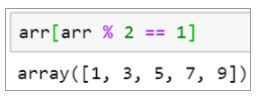 arr[arr % 2 == 1]
array([1, 3, 5, 7, 9])